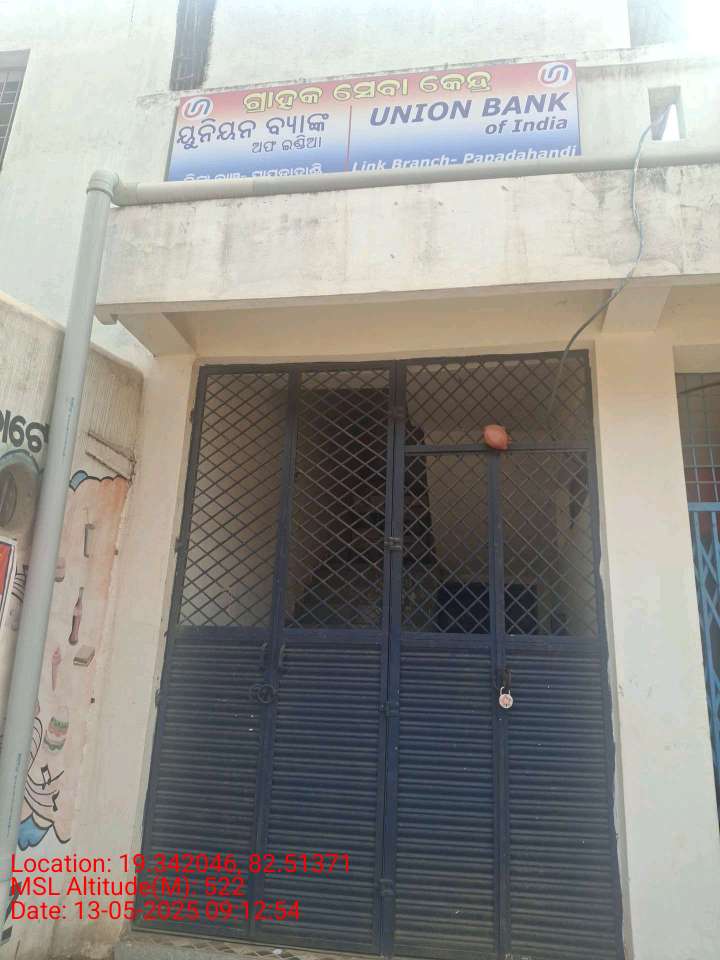 ଗ୍ରାହକ ସେବା କେନ୍ଦ୍ର
ୟୁନିୟନ ବ୍ୟାଙ୍କ
ଅଫ ଇଣ୍ଡିଆ
UNION BANK
of India
Link Branch- Papadahandi
Location: 19.342046, 82.51371
MSL Altitude(M): 522
Date: 13-05-2025 09:12:54